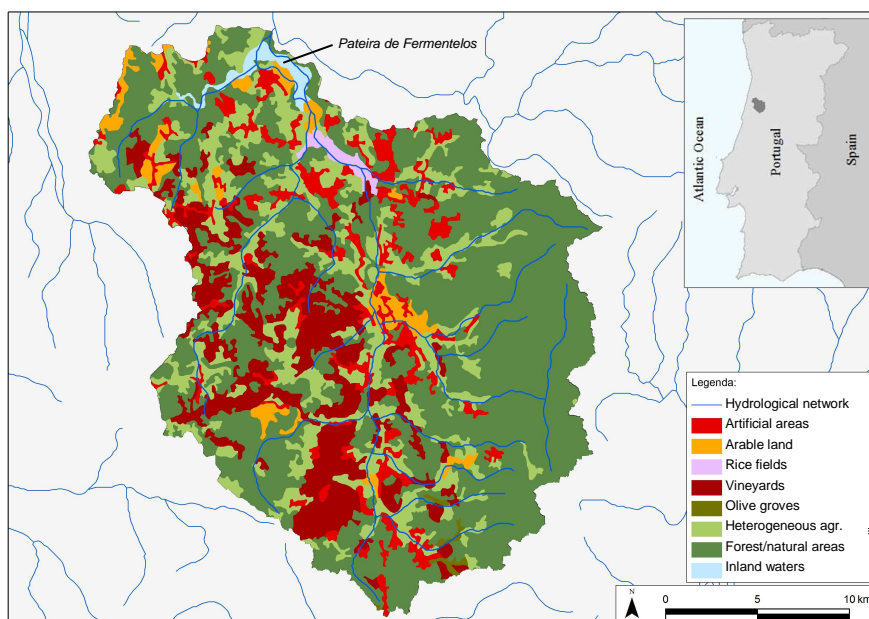 Pateira de Fermentelos
Atlantic Ocean
Portugal
Spain
Legenda:
Hydrological network
Artificial areas
Arable land
Rice fields
Vineyards
Olive groves
Heterogeneous agr.
Forest/natural areas
Inland waters
N
0 5 10 km